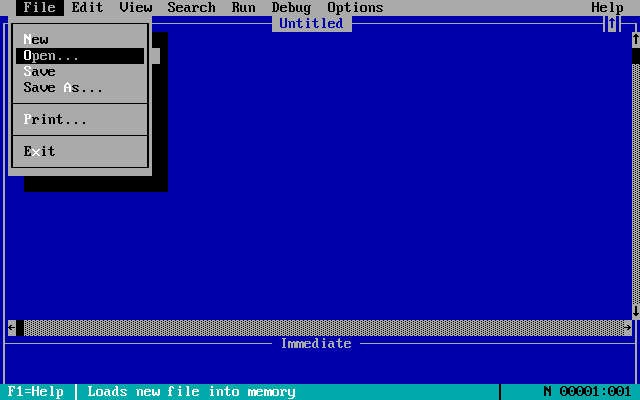 File Edit View Search Run Debug Options Help
Untitled
New
Open...
Save
Save As...
Print...
Exit
Immediate
F1=Help Loads new file into memory N 00001:001